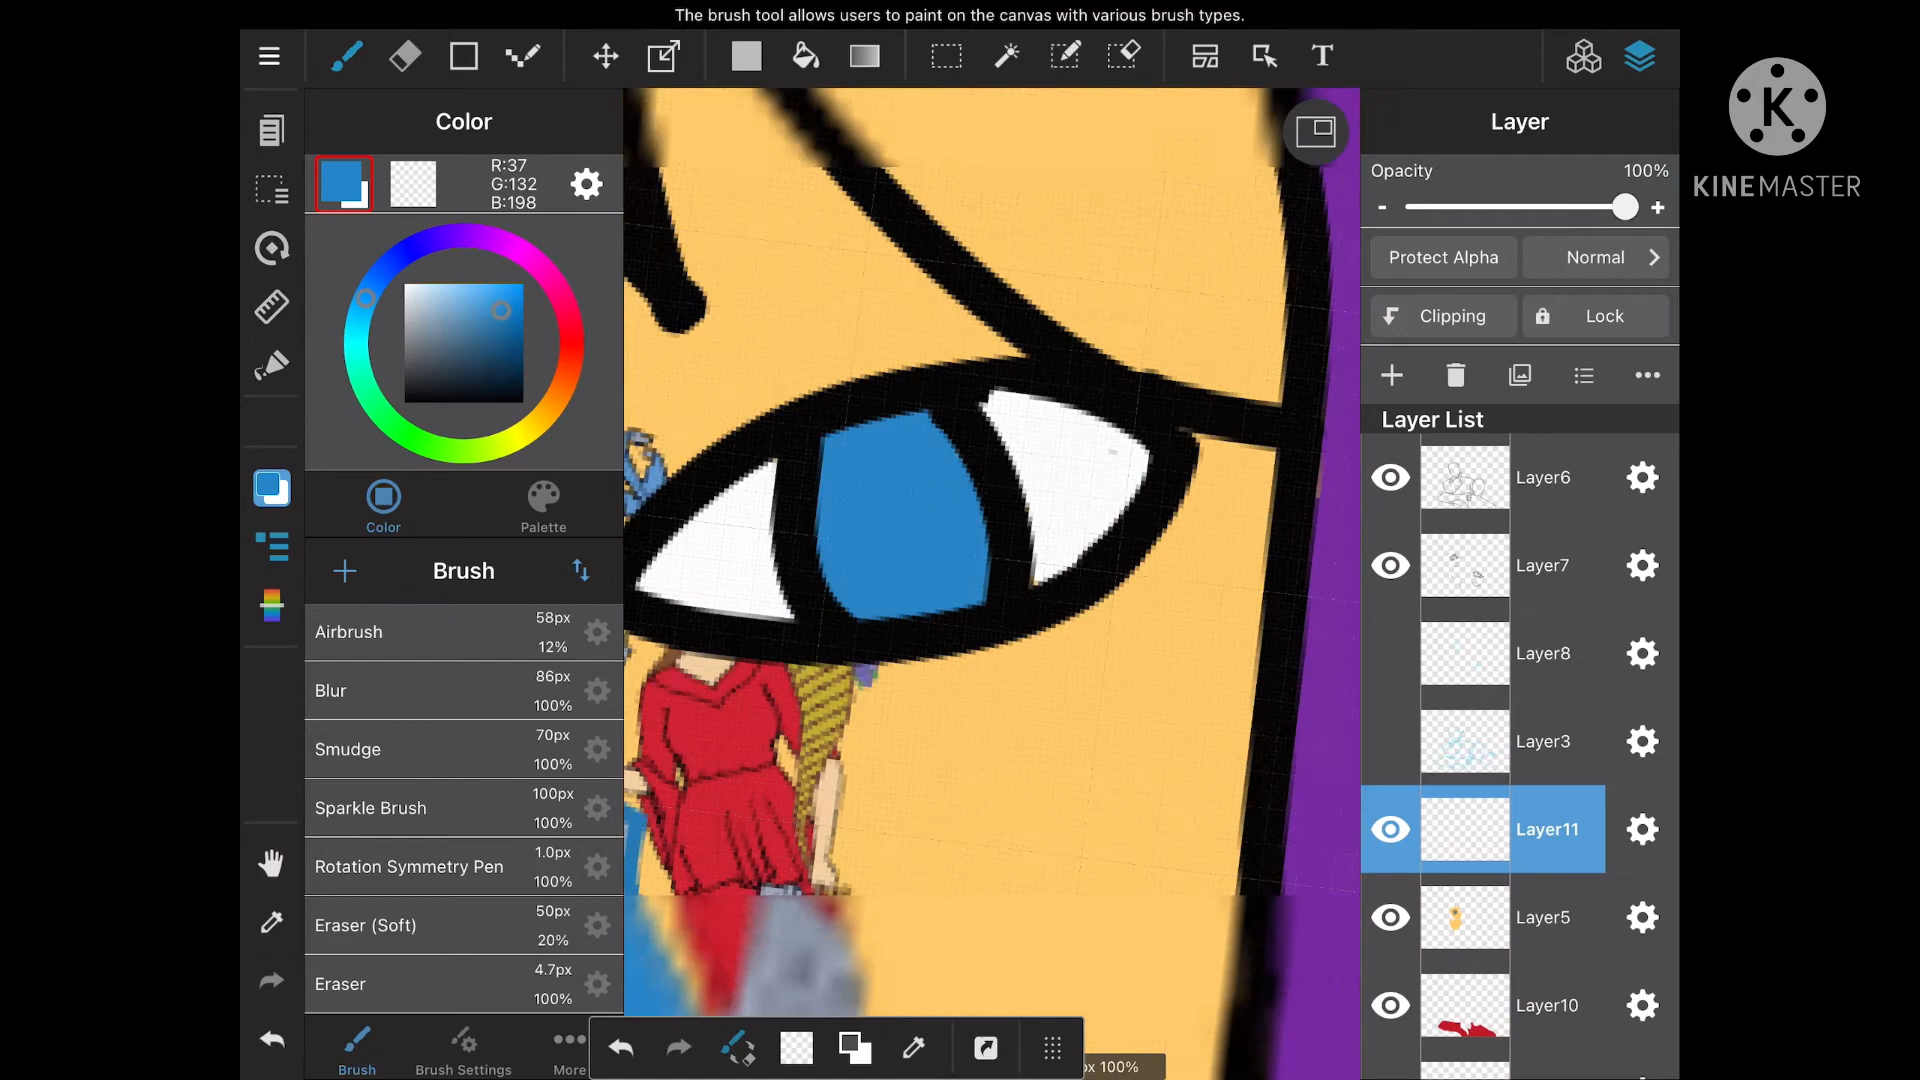 The brush tool allows users to paint on the canvas with various brush types.
T
Color
Layer
K
KINEMASTER
R:37
G:132
B:198
Opacity 100%
- +
Protect Alpha Normal
Clipping Lock
Layer List
Layer6
Color Palette
Layer7
+ Brush
Airbrush 58px 12%
Layer8
Blur 86px 100%
Smudge 70px 100%
Layer3
Sparkle Brush 100px 100%
Layer11
Rotation Symmetry Pen 1.0px 100%
Eraser (Soft) 50px 20%
Layer5
Eraser 4.7px 100%
Layer10
Brush Brush Settings More
px 100%